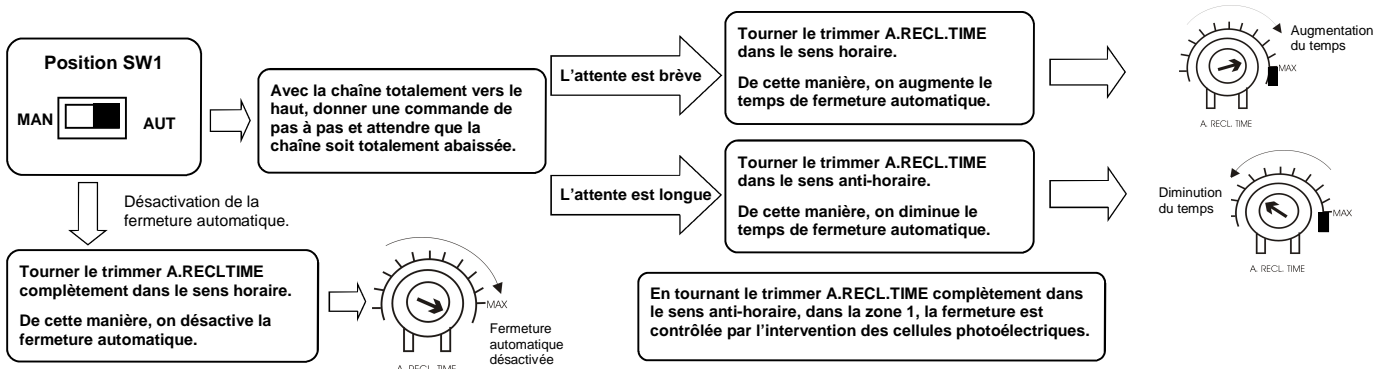 Position SW1
MAN
AUT
Avec la chaîne totalement vers le
haut, donner une commande de
pas à pas et attendre que la
chaîne soit totalement abaissée.
L'attente est brève
Tourner le trimmer A.RECL.TIME
dans le sens horaire.
De cette manière, on augmente le
temps de fermeture automatique.
Augmentation
du temps
MAX
A. RECL. TIME
L'attente est longue
Tourner le trimmer A.RECL.TIME
dans le sens anti-horaire.
De cette manière, on diminue le
temps de fermeture automatique.
Diminution
du temps
MAX
A. RECL. TIME
Désactivation de la
fermeture automatique.
Tourner le trimmer A.RECLTIME
complètement dans le sens horaire.
De cette manière, on désactive la
fermeture automatique.
MAX
Fermeture
automatique
désactivée
A. RECL. TIME
En tournant le trimmer A.RECL.TIME complètement dans
le sens anti-horaire, dans la zone 1, la fermeture est
contrôlée par l'intervention des cellules photoélectriques.